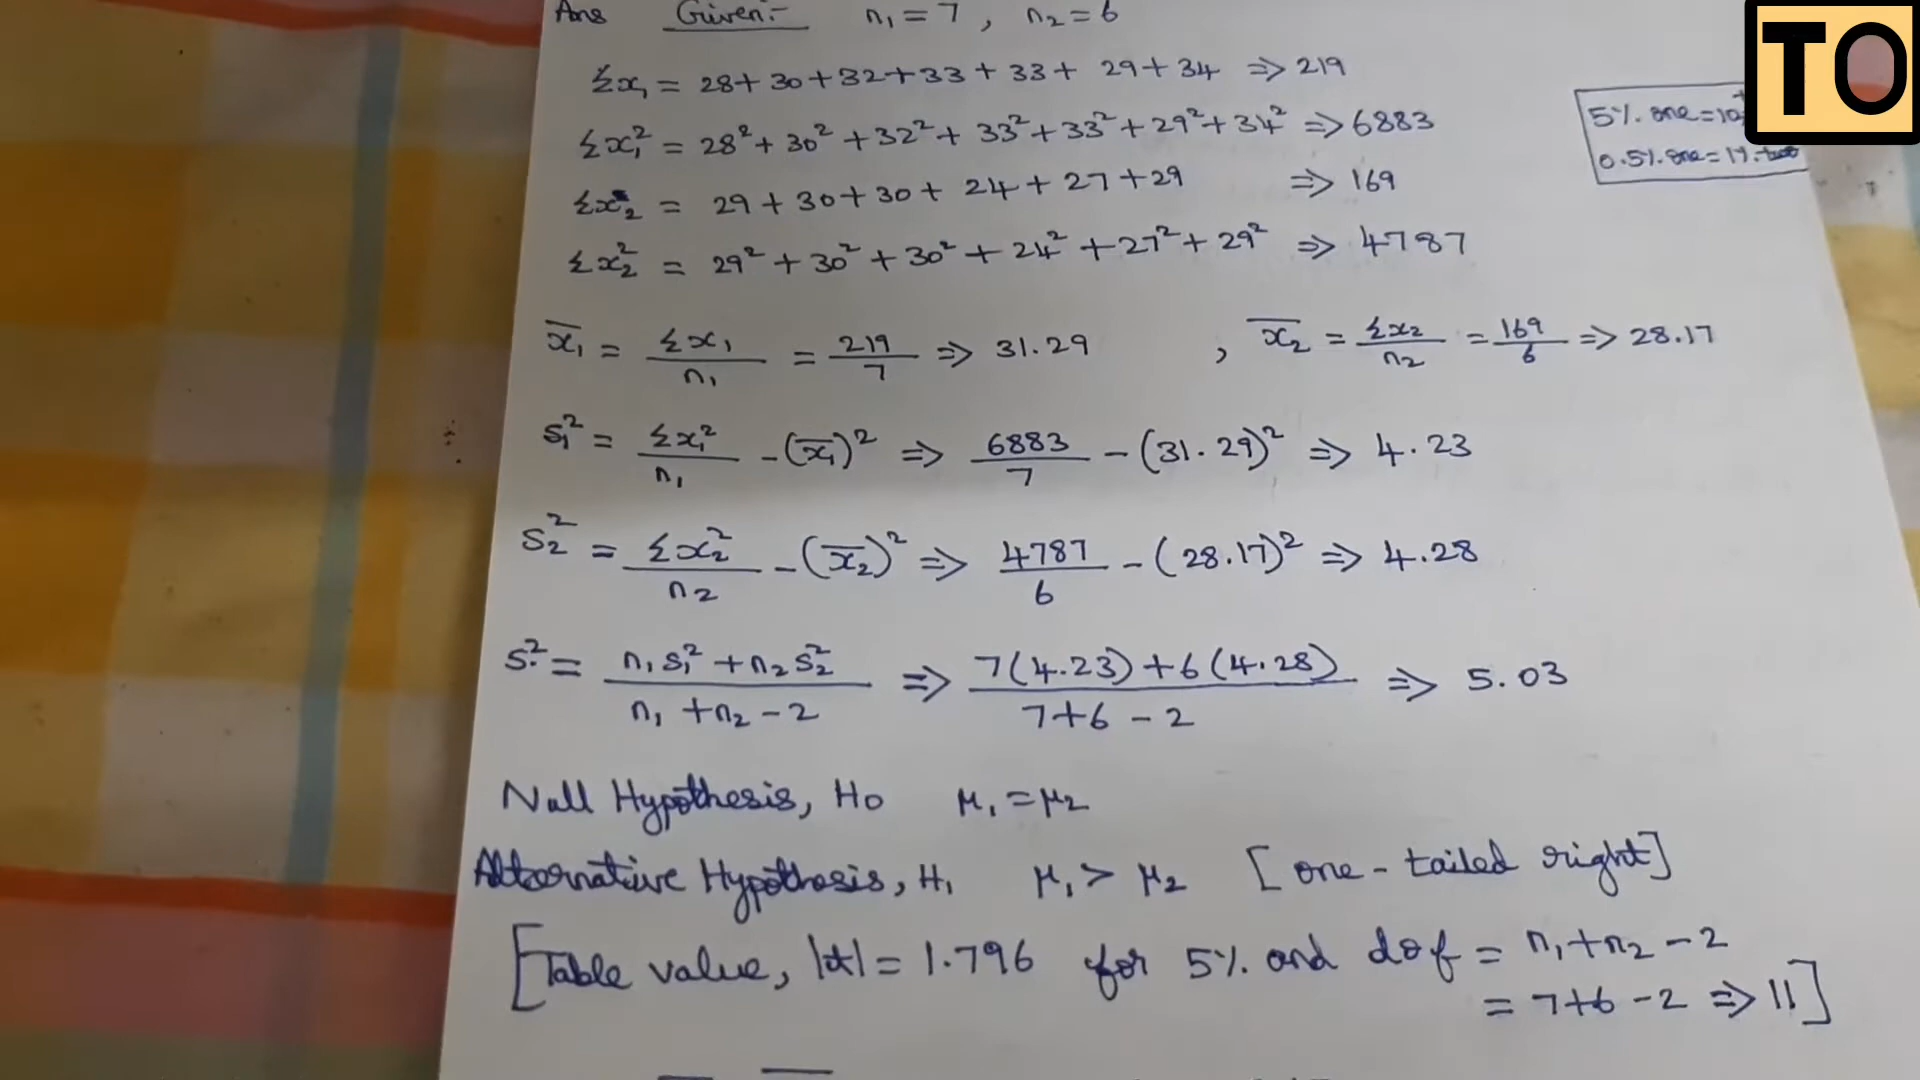 Ans Given:- n₁ = 7 , n₂ = 6
Σx₁ = 28 + 30 + 32 + 33 + 33 + 29 + 34 ⇒ 219
Σx₁² = 28² + 30² + 32² + 33² + 33² + 29² + 34² ⇒ 6883
Σx₂ = 29 + 30 + 30 + 24 + 27 + 29 ⇒ 169
Σx₂² = 29² + 30² + 30² + 24² + 27² + 29² ⇒ 4787
x̄₁ = Σx₁/n₁ = 219/7 ⇒ 31.29 , x̄₂ = Σx₂/n₂ = 169/6 ⇒ 28.17
s₁² = Σx₁²/n₁ - (x̄₁)² ⇒ 6883/7 - (31.29)² ⇒ 4.23
s₂² = Σx₂²/n₂ - (x̄₂)² ⇒ 4787/6 - (28.17)² ⇒ 4.28
s² = n₁s₁² + n₂s₂² / n₁ + n₂ - 2 ⇒ 7(4.23) + 6(4.28) / 7+6 - 2 ⇒ 5.03
Null Hypothesis, H₀ μ₁ = μ₂
Alternative Hypothesis, H₁ μ₁ > μ₂ [one-tailed right]
[Table value, |t| = 1.796 for 5% and dof = n₁+n₂ - 2
= 7+6 - 2 ⇒ 11]
TO
5% one = 10
0.5% one = 1% two